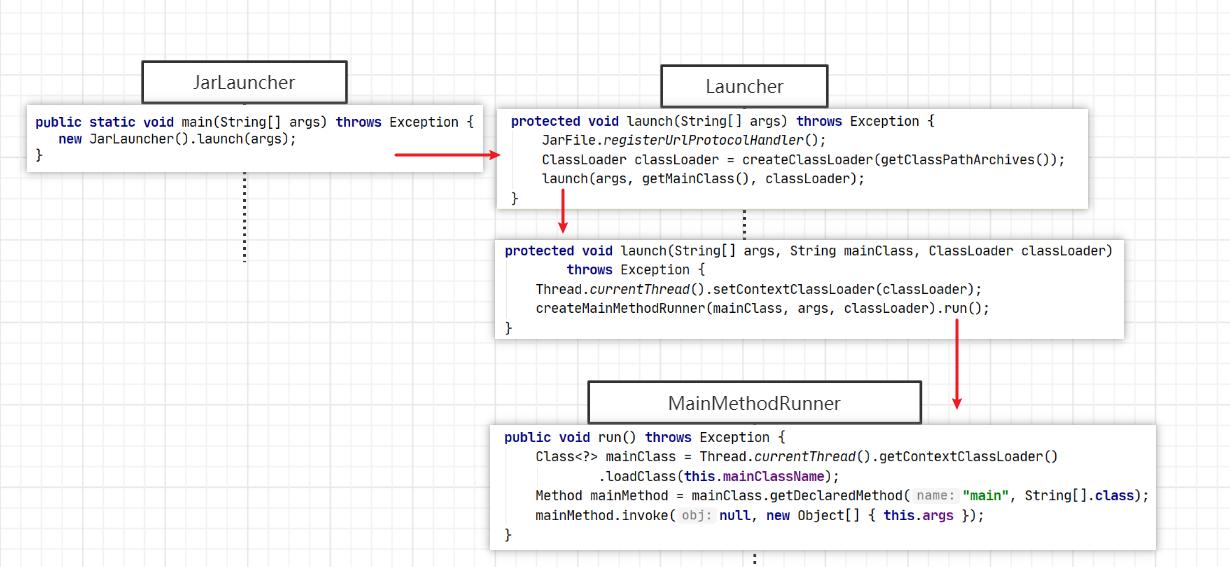 JarLauncher
public static void main(String[] args) throws Exception {
new JarLauncher().launch(args);
}
Launcher
protected void launch(String[] args) throws Exception {
JarFile.registerUrlProtocolHandler();
ClassLoader classLoader = createClassLoader(getClassPathArchives());
launch(args, getMainClass(), classLoader);
}
protected void launch(String[] args, String mainClass, ClassLoader classLoader)
throws Exception {
Thread.currentThread().setContextClassLoader(classLoader);
createMainMethodRunner(mainClass, args, classLoader).run();
}
MainMethodRunner
public void run() throws Exception {
Class<?> mainClass = Thread.currentThread().getContextClassLoader()
.loadClass(this.mainClassName);
Method mainMethod = mainClass.getDeclaredMethod( name: "main", String[].class);
mainMethod.invoke( obj: null, new Object[] { this.args });
}